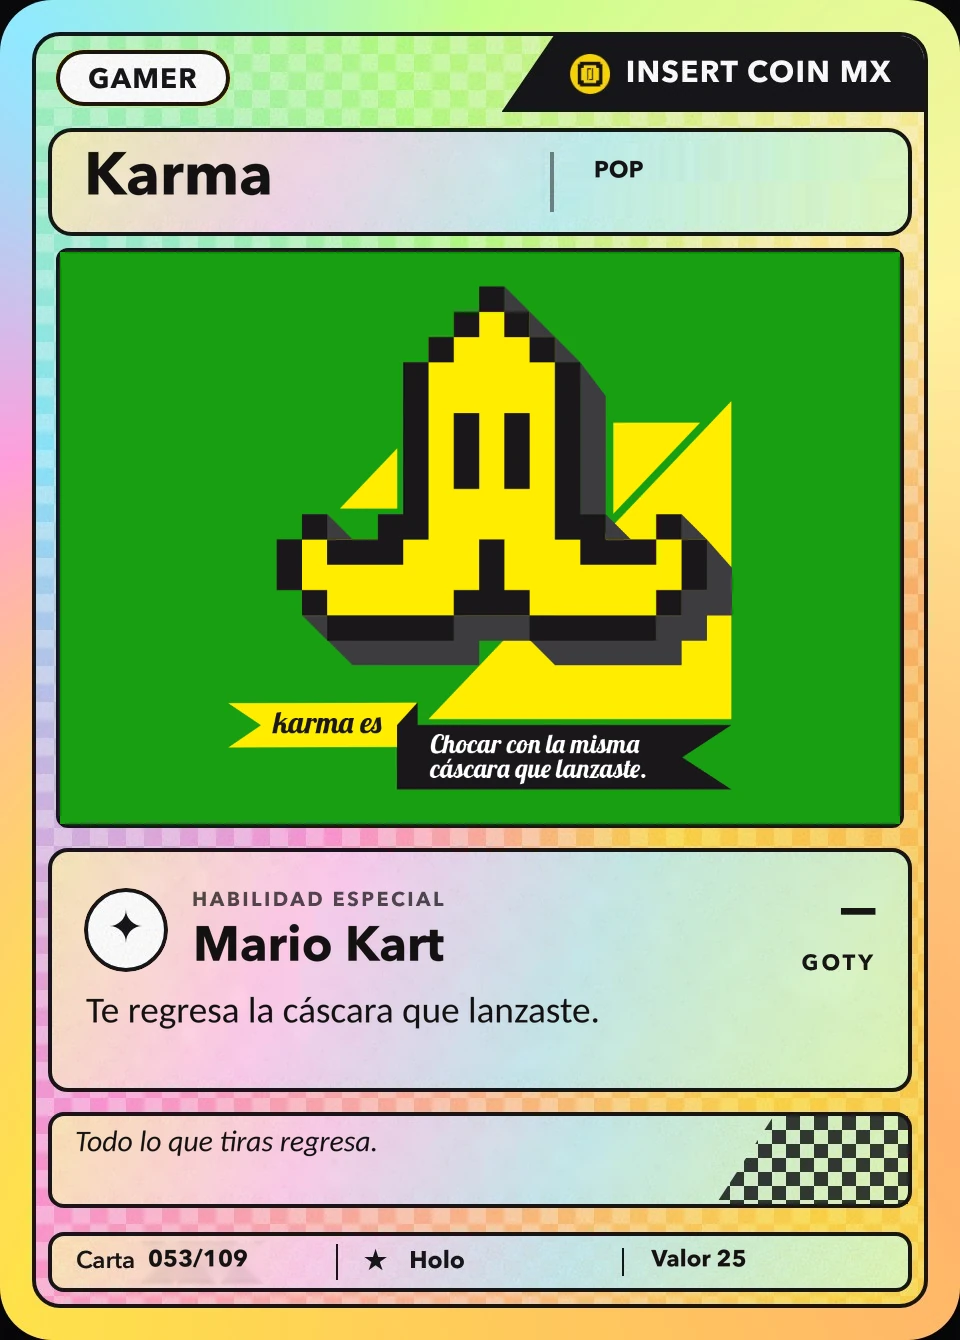 GAMER
INSERT COIN MX
Karma
POP
karma es
Chocar con la misma
cáscara que lanzaste.
HABILIDAD ESPECIAL
Mario Kart
—
GOTY
Te regresa la cáscara que lanzaste.
Todo lo que tiras regresa.
Carta 053/109
★ Holo
Valor 25